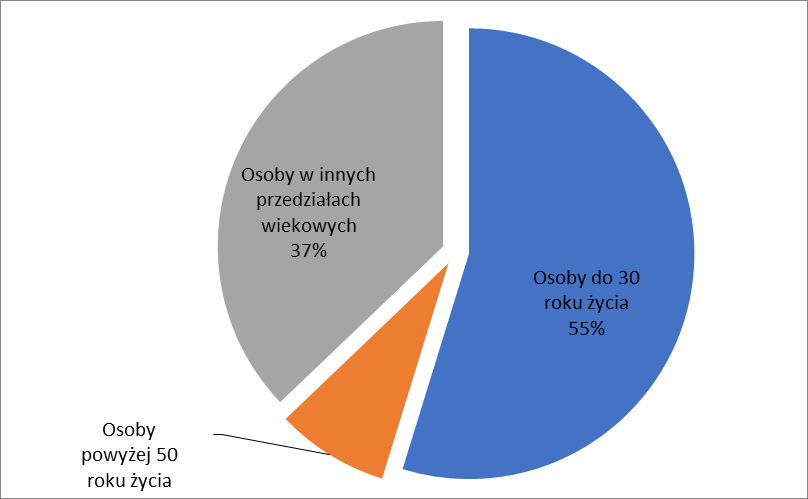 Osoby w innych
przedziałach
wiekowych
37%
Osoby do 30
roku życia
55%
Osoby
powyżej 50
roku życia